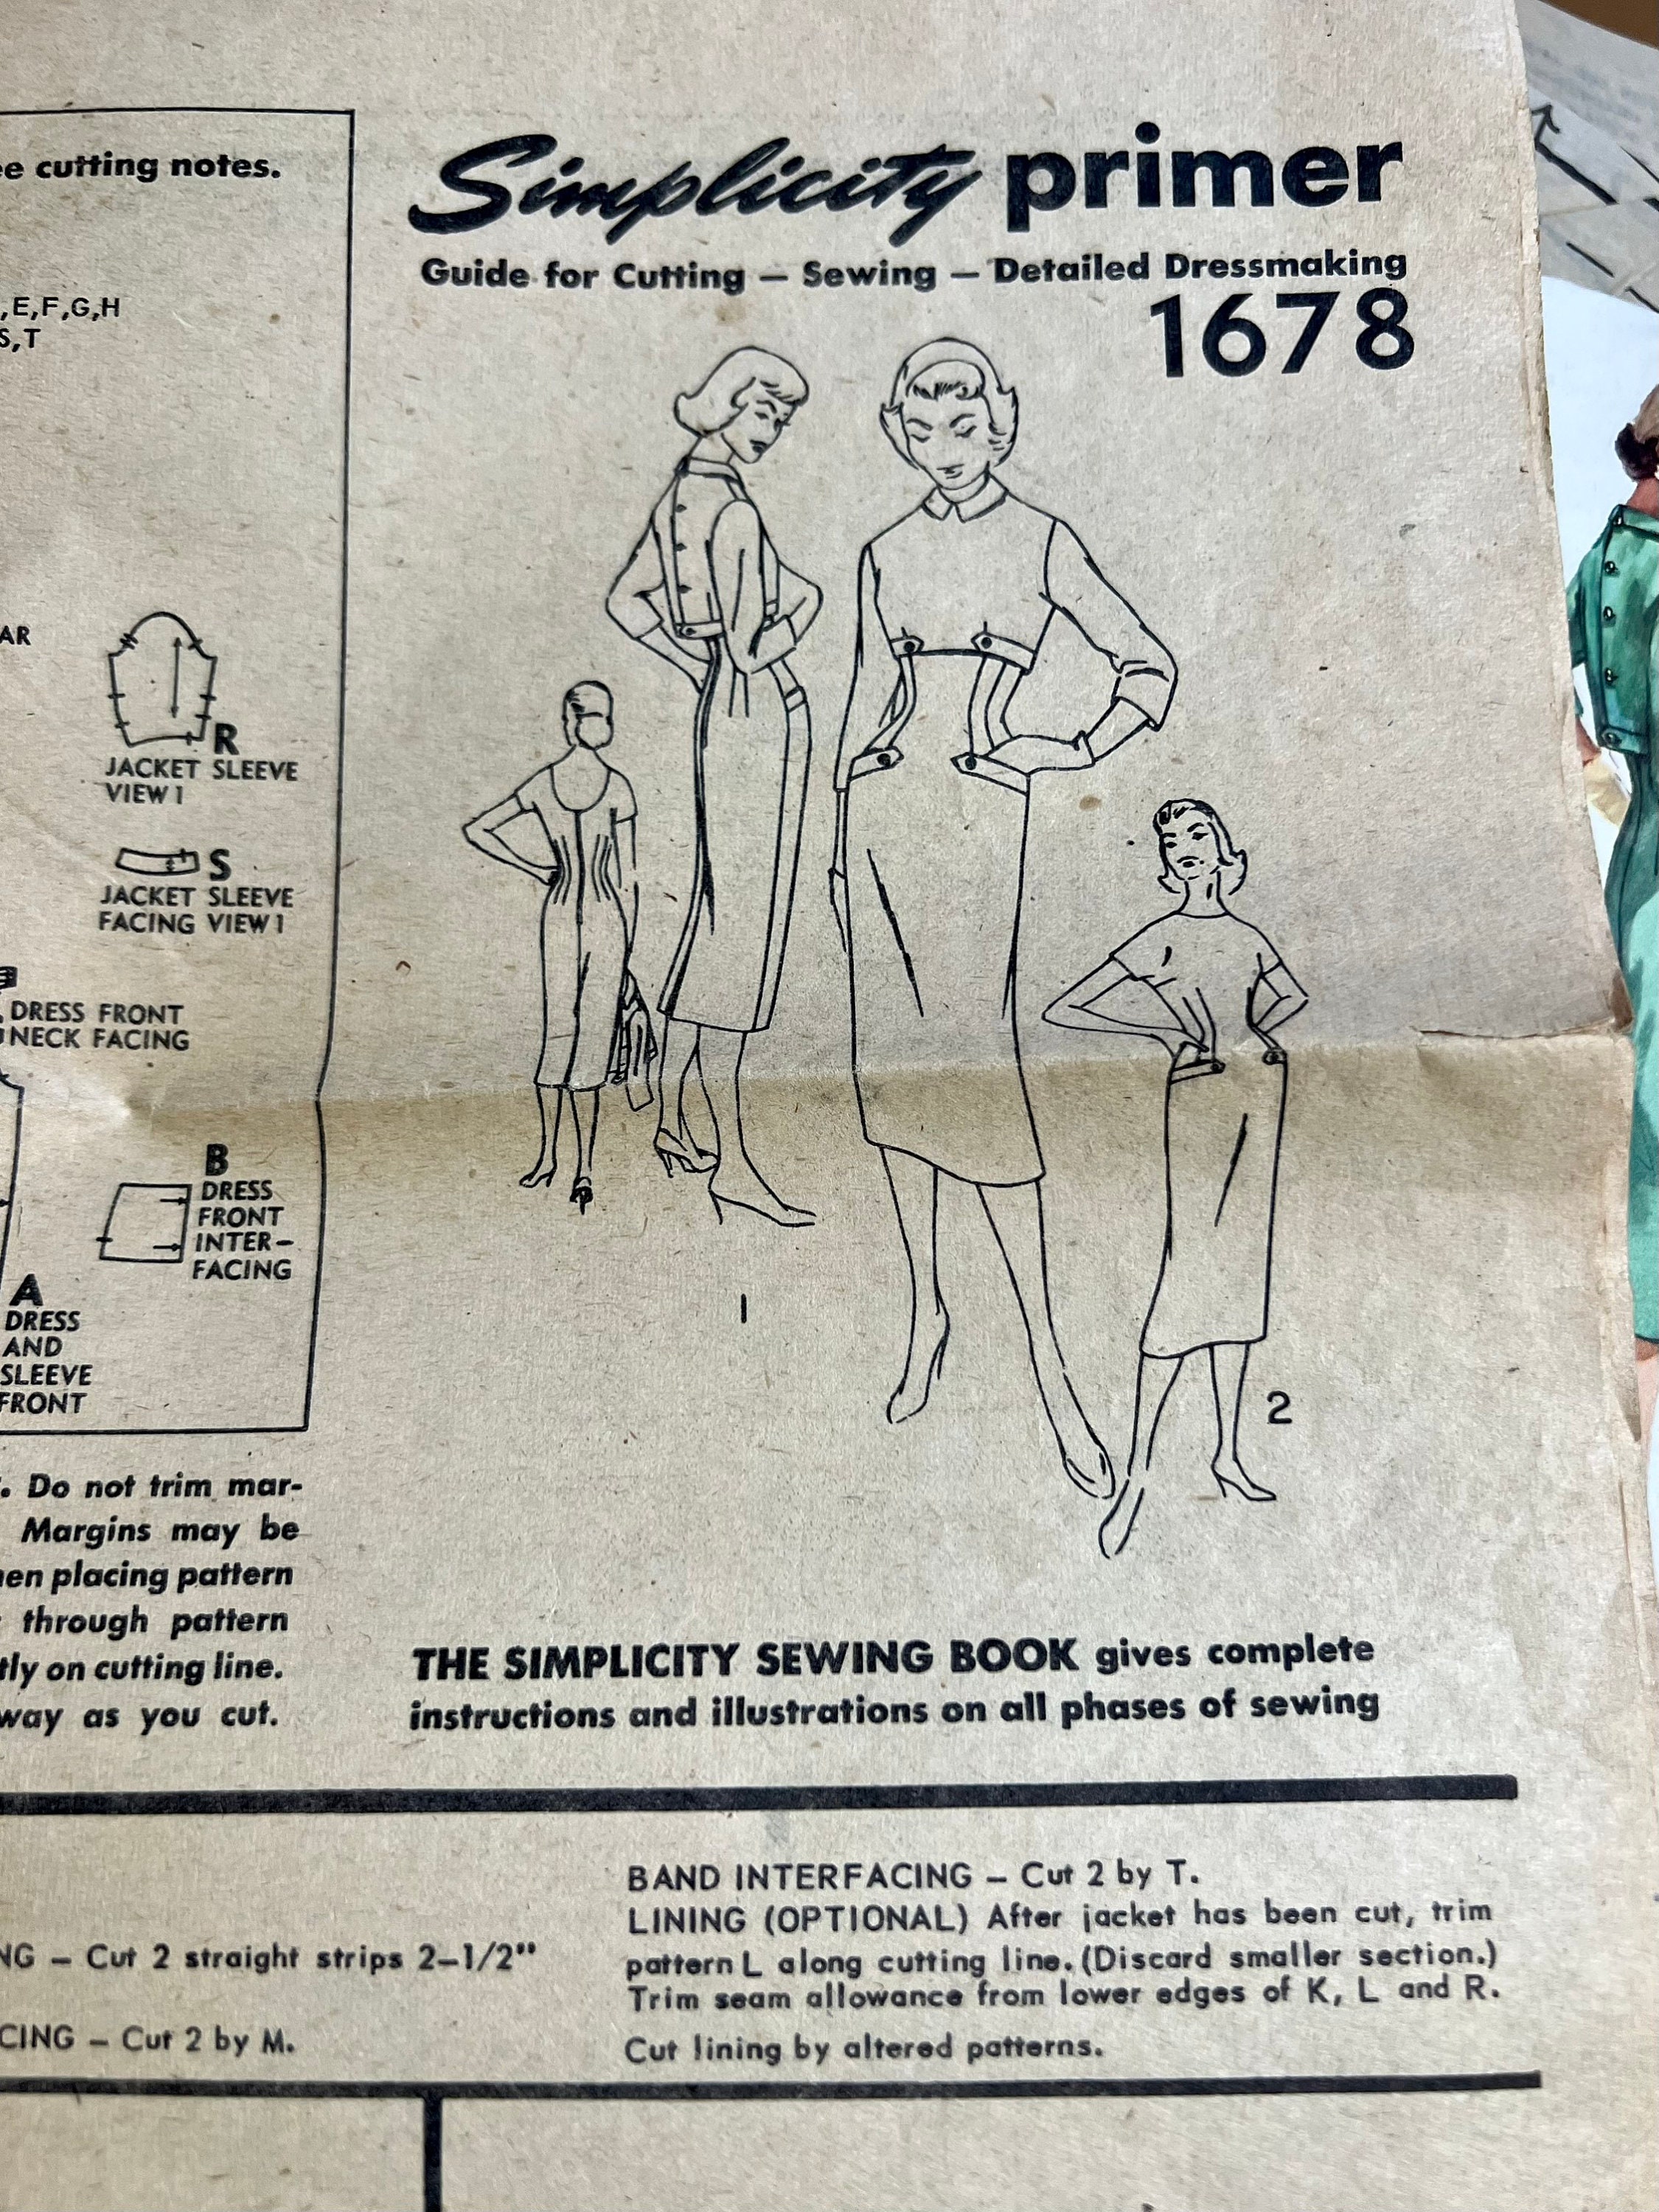 cutting notes.
,E,F,G,H
S,T
R
JACKET SLEEVE
VIEW 1
S
JACKET SLEEVE
FACING VIEW 1
DRESS FRONT
NECK FACING
B
DRESS
FRONT
INTER-
FACING
A
DRESS
AND
SLEEVE
FRONT
. Do not trim mar-
Margins may be
placing pattern
through pattern
on cutting line.
as you cut.
Simplicity primer
Guide for Cutting — Sewing — Detailed Dressmaking
1678
1
2
THE SIMPLICITY SEWING BOOK gives complete
instructions and illustrations on all phases of sewing
– Cut 2 straight strips 2–1/2"
– Cut 2 by M.
BAND INTERFACING – Cut 2 by T.
LINING (OPTIONAL) After jacket has been cut, trim
pattern L along cutting line. (Discard smaller section.)
Trim seam allowance from lower edges of K, L and R.
Cut lining by altered patterns.